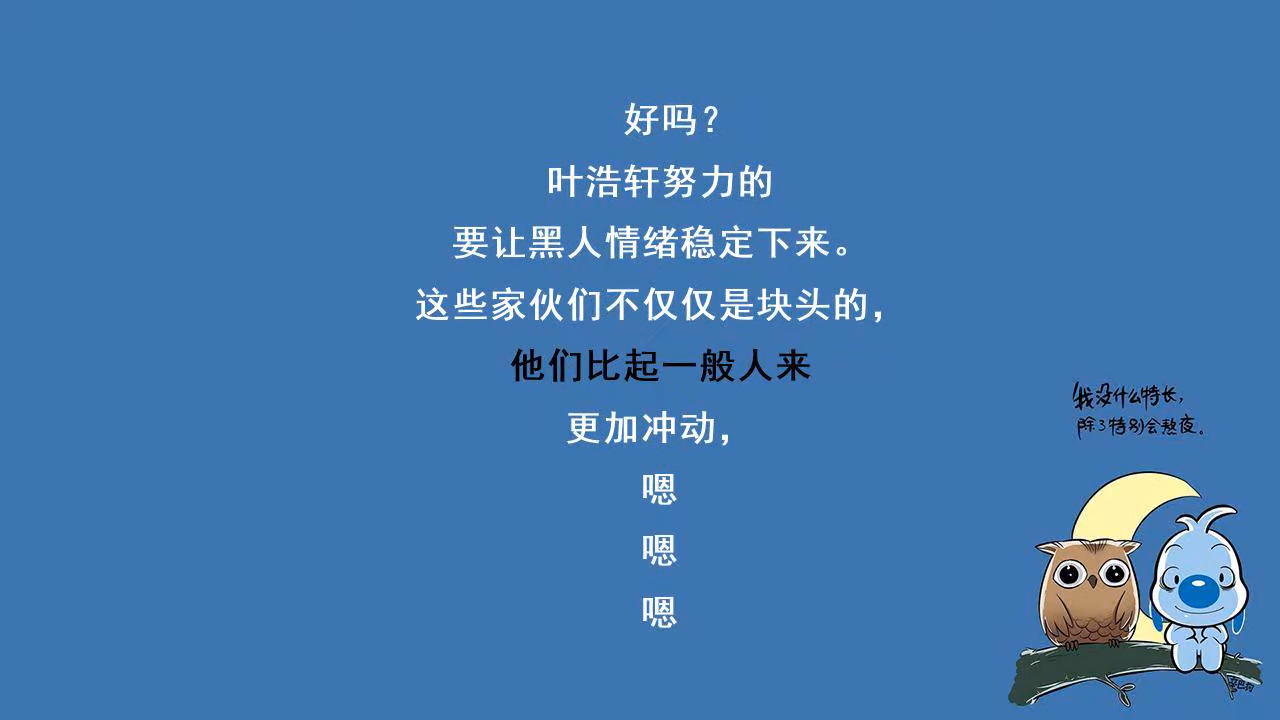 好吗？
叶浩轩努力的
要让黑人情绪稳定下来。
这些家伙们不仅仅是块头的，
他们比起一般人来
更加冲动，
嗯
嗯
嗯
我没什么特长，
除了特别会熬夜。